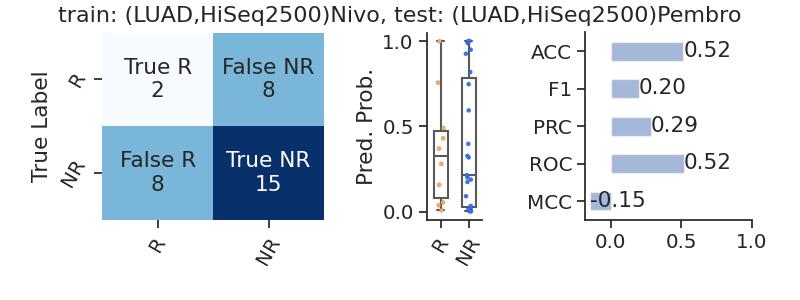 train: (LUAD,HiSeq2500)Nivo, test: (LUAD,HiSeq2500)Pembro
True Label
R
NR
True R
2
False NR
8
False R
8
True NR
15
R
NR
Pred. Prob.
1.0
0.5
0.0
R
NR
ACC
0.52
F1
0.20
PRC
0.29
ROC
0.52
MCC
-0.15
0.0
0.5
1.0